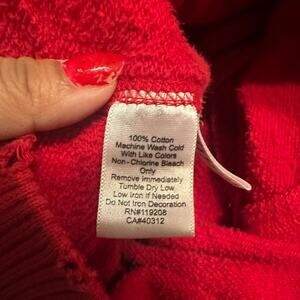 100% Cotton
Machine Wash Cold
With Like Colors
Non-Chlorine Bleach
Only
Remove Immediately
Tumble Dry Low
Low Iron If Needed
Do Not Iron Decoration
RN#119208
CA#40312